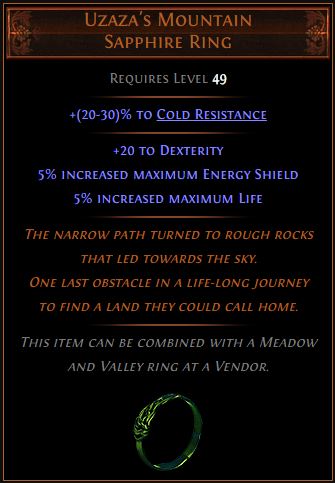 Uzaza's Mountain
Sapphire Ring
Requires Level 49
+(20-30)% to Cold Resistance
+20 to Dexterity
5% increased maximum Energy Shield
5% increased maximum Life
The narrow path turned to rough rocks
that led towards the sky.
One last obstacle in a life-long journey
to find a land they could call home.
This item can be combined with a Meadow
and Valley ring at a Vendor.